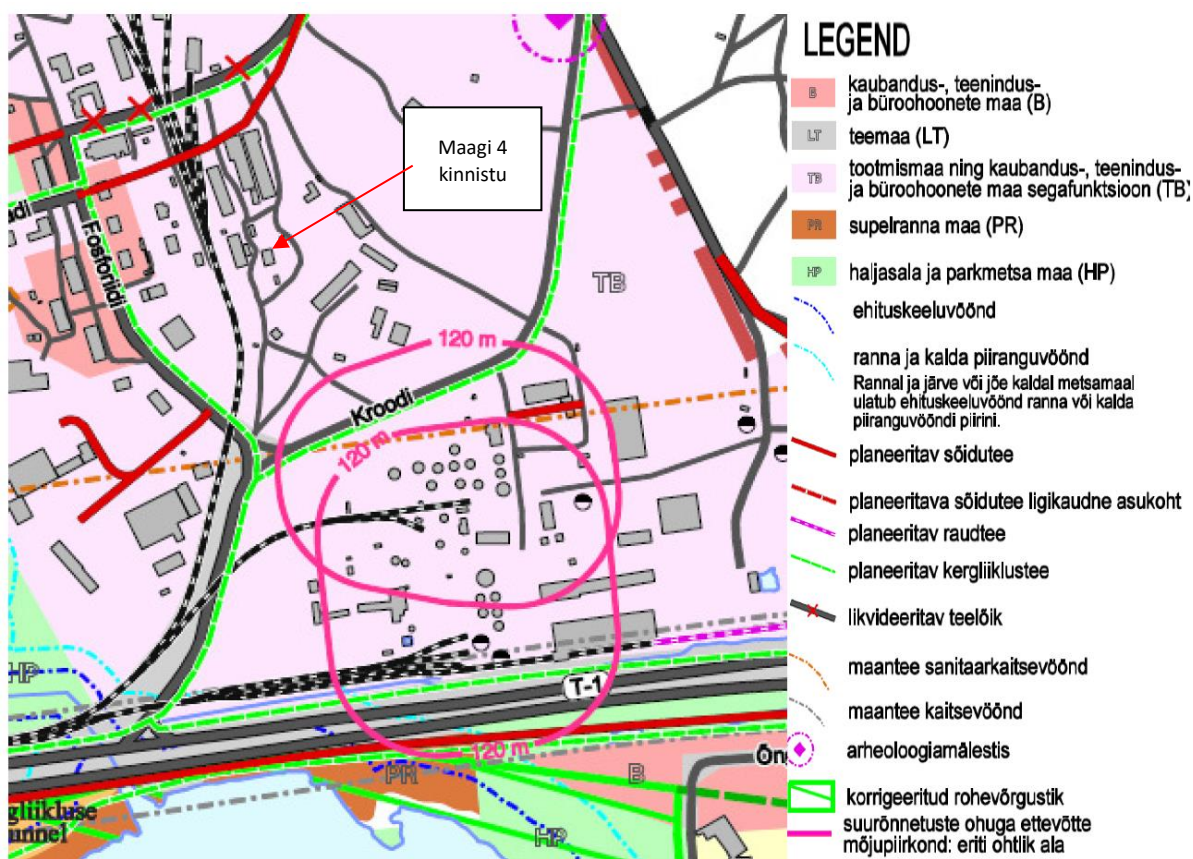 Maagi 4
kinnistu
Fosforiidi
TB
120 m
Kroodi
120 m
HP
T-1
120 m
PR
B
HP
LEGEND
B kaubandus-, teenindus-
ja büroohoonete maa (B)
LT teemaa (LT)
TB tootmismaa ning kaubandus-, teenindus-
ja büroohoonete maa segafunktsioon (TB)
PR supelranna maa (PR)
HP haljasala ja parkmetsa maa (HP)
ehituskeeluvöönd
ranna ja kalda piiranguvöönd
Rannal ja järve või jõe kaldal metsamaal
ulatub ehituskeeluvöönd ranna või kalda
piiranguvööndi piirini.
planeeritav sõidutee
planeeritava sõidutee ligikaudne asukoht
planeeritav raudtee
planeeritav kergliiklustee
likvideeritav teelõik
maantee sanitaarkaitsevöönd
maantee kaitsevöönd
arheoloogiamälestis
korrigeeritud rohevõrgustik
suurõnnetuste ohuga ettevõtte
mõjupiirkond: eriti ohtlik ala